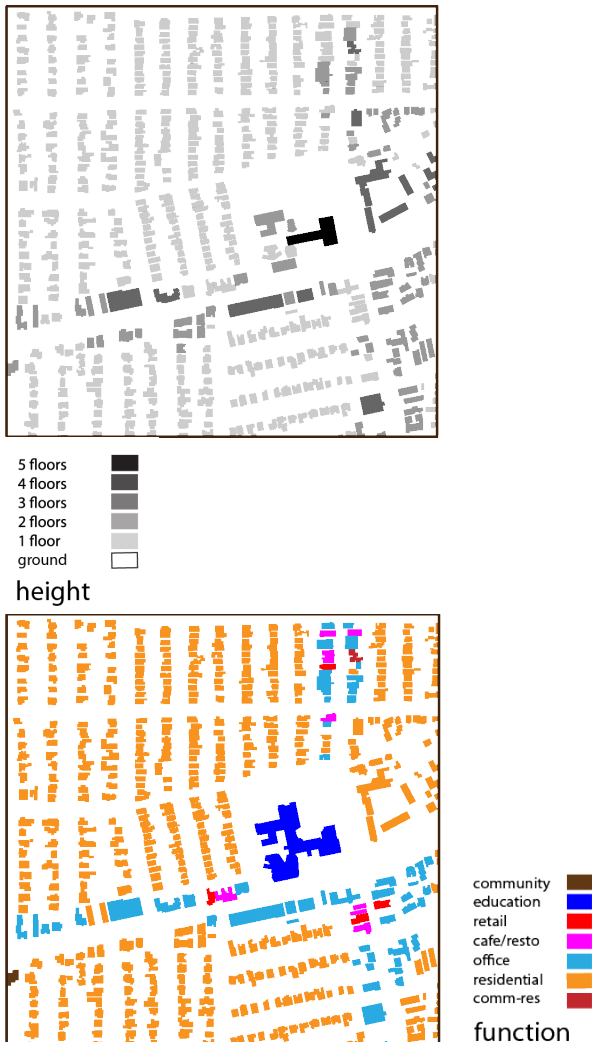 5 floors
4 floors
3 floors
2 floors
1 floor
ground
height
community
education
retail
cafe/resto
office
residential
comm-res
function